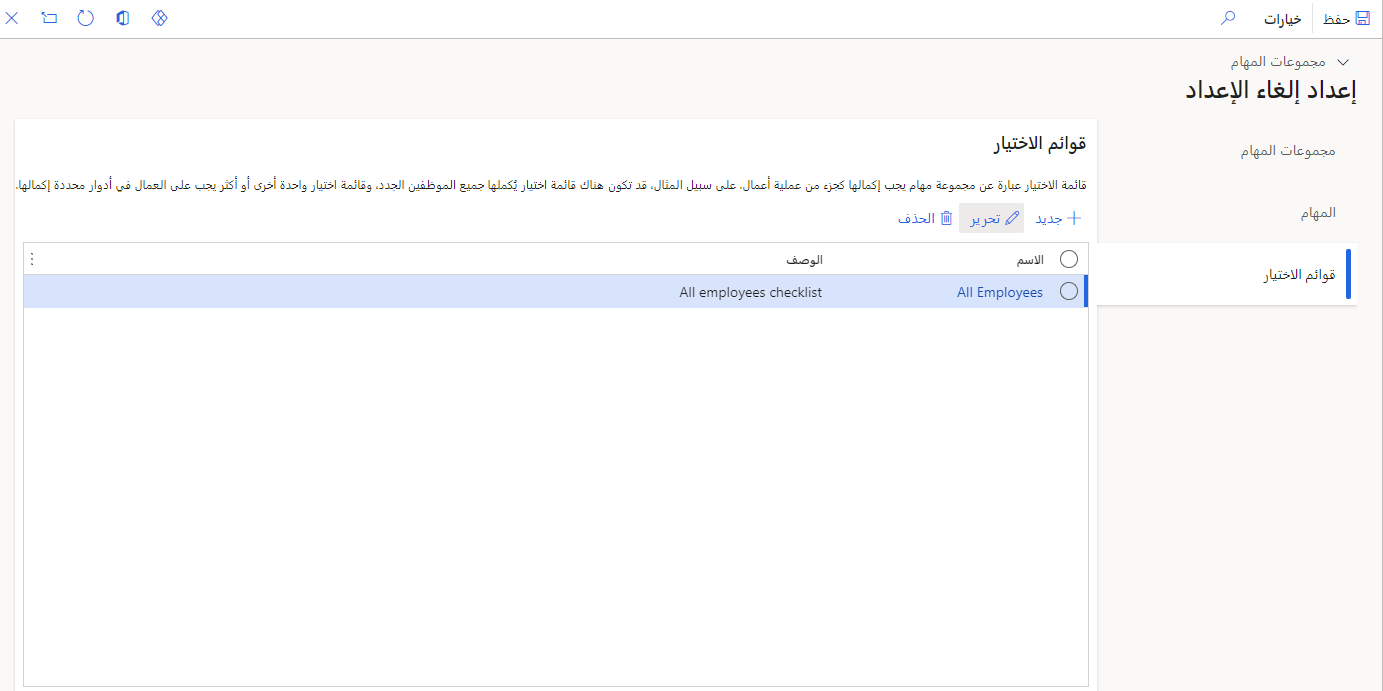 حفظ
خيارات
مجموعات المهام
إعداد إلغاء الإعداد
مجموعات المهام
المهام
قوائم الاختيار
قوائم الاختيار
قائمة الاختيار عبارة عن مجموعة مهام يجب إكمالها كجزء من عملية أعمال. على سبيل المثال، قد تكون هناك قائمة اختيار يُكملها جميع الموظفين الجدد، وقائمة اختيار واحدة أخرى أو أكثر يجب على العمال في أدوار محددة إكمالها.
جديد تحرير الحذف
الاسم الوصف
All Employees All employees checklist